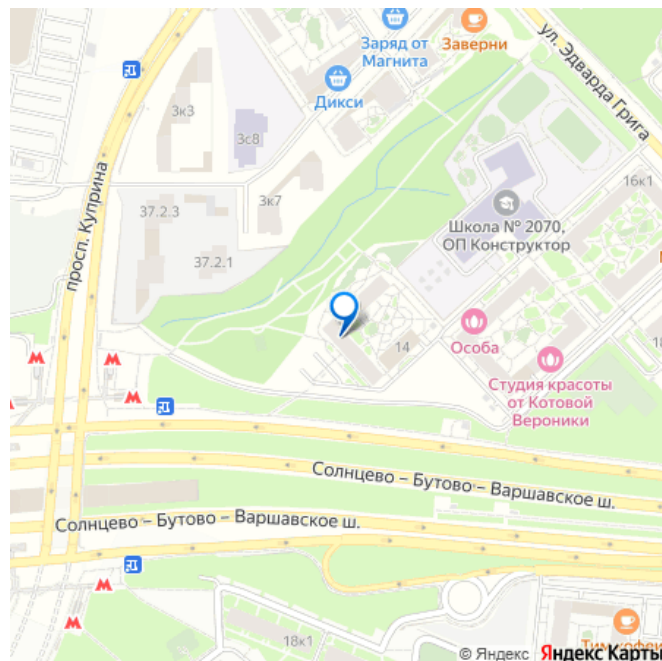 Заряд от
Магнита
Заверни
ул. Эдварда Грига
Дикси
3к3
3с8
16к1
просп. Куприна
37.2.3
3к7
Школа № 2070,
ОП Конструктор
37.2.1
14
Особа
Студия красоты
от Котовой
Вероники
Солнцево – Бутово – Варшавское ш.
Солнцево – Бутово – Варшавское ш.
18к1
© Яндекс Яндекс Карты